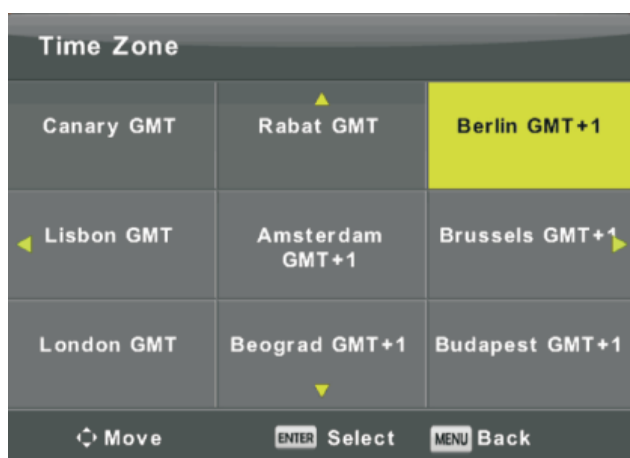 Time Zone
Canary GMT
Rabat GMT
Berlin GMT+1
Lisbon GMT
Amsterdam
GMT+1
Brussels GMT+1
London GMT
Beograd GMT+1
Budapest GMT+1
Move
ENTER Select
MENU Back